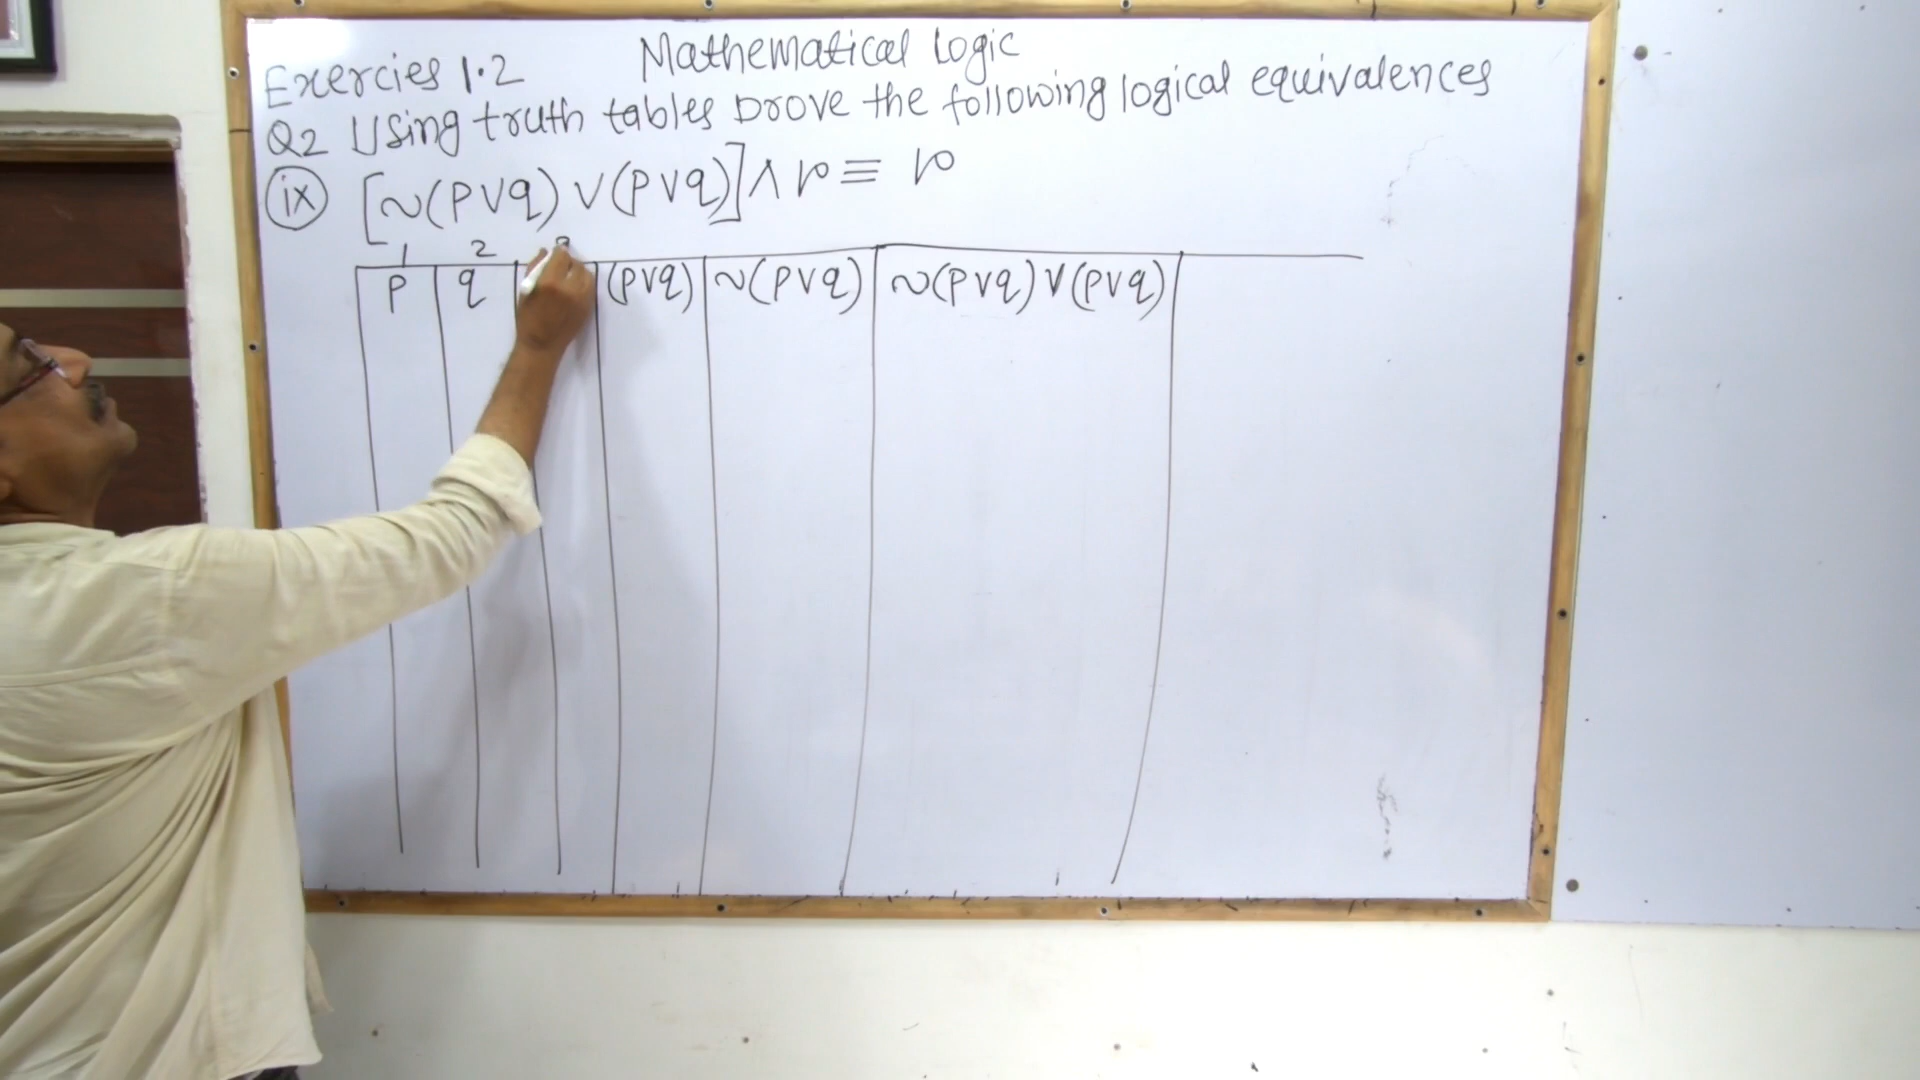 Mathematical Logic
Exercies 1.2
Q2 Using truth tables prove the following logical equivalences
ix [~(p∨q) ∨ (p∨q)] ∧ r ≡ r
1 2
p q (p∨q) ~(p∨q) ~(p∨q) ∨ (p∨q)